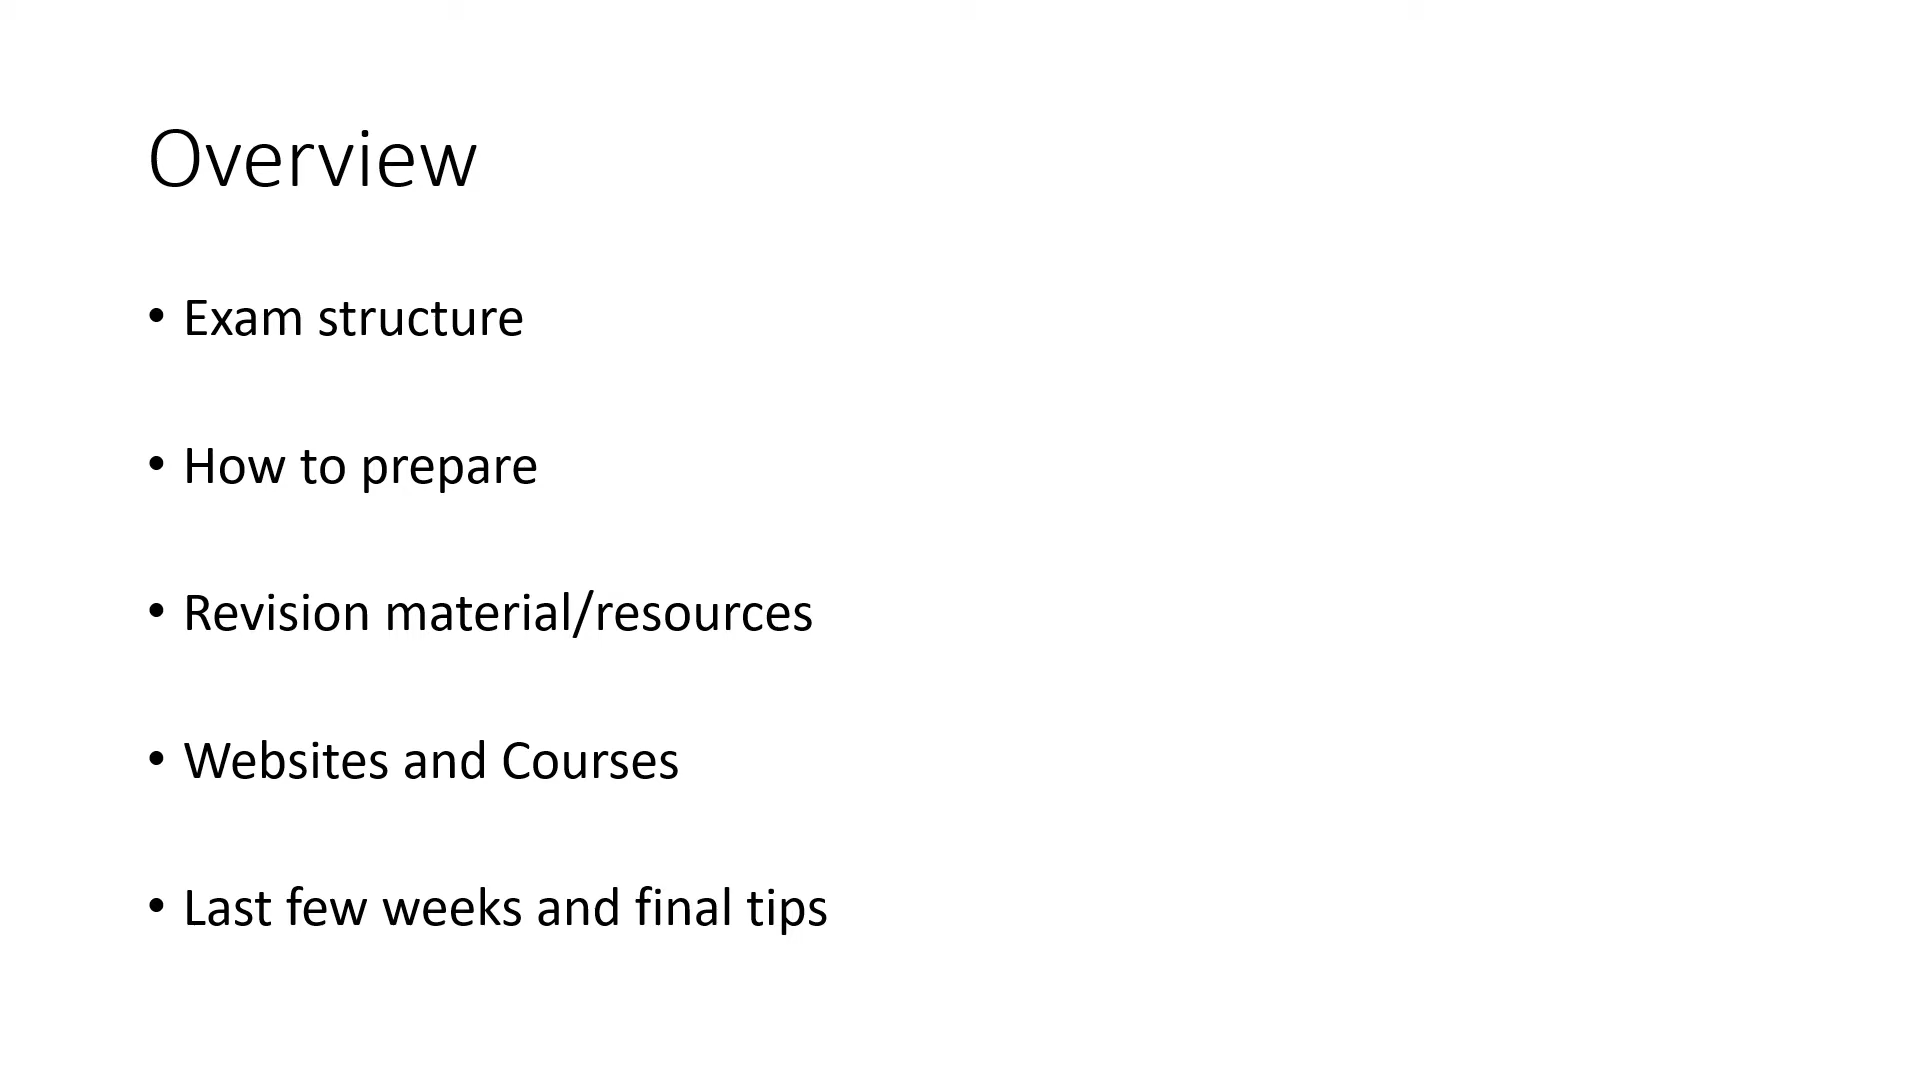 Overview
• Exam structure
• How to prepare
• Revision material/resources
• Websites and Courses
• Last few weeks and final tips